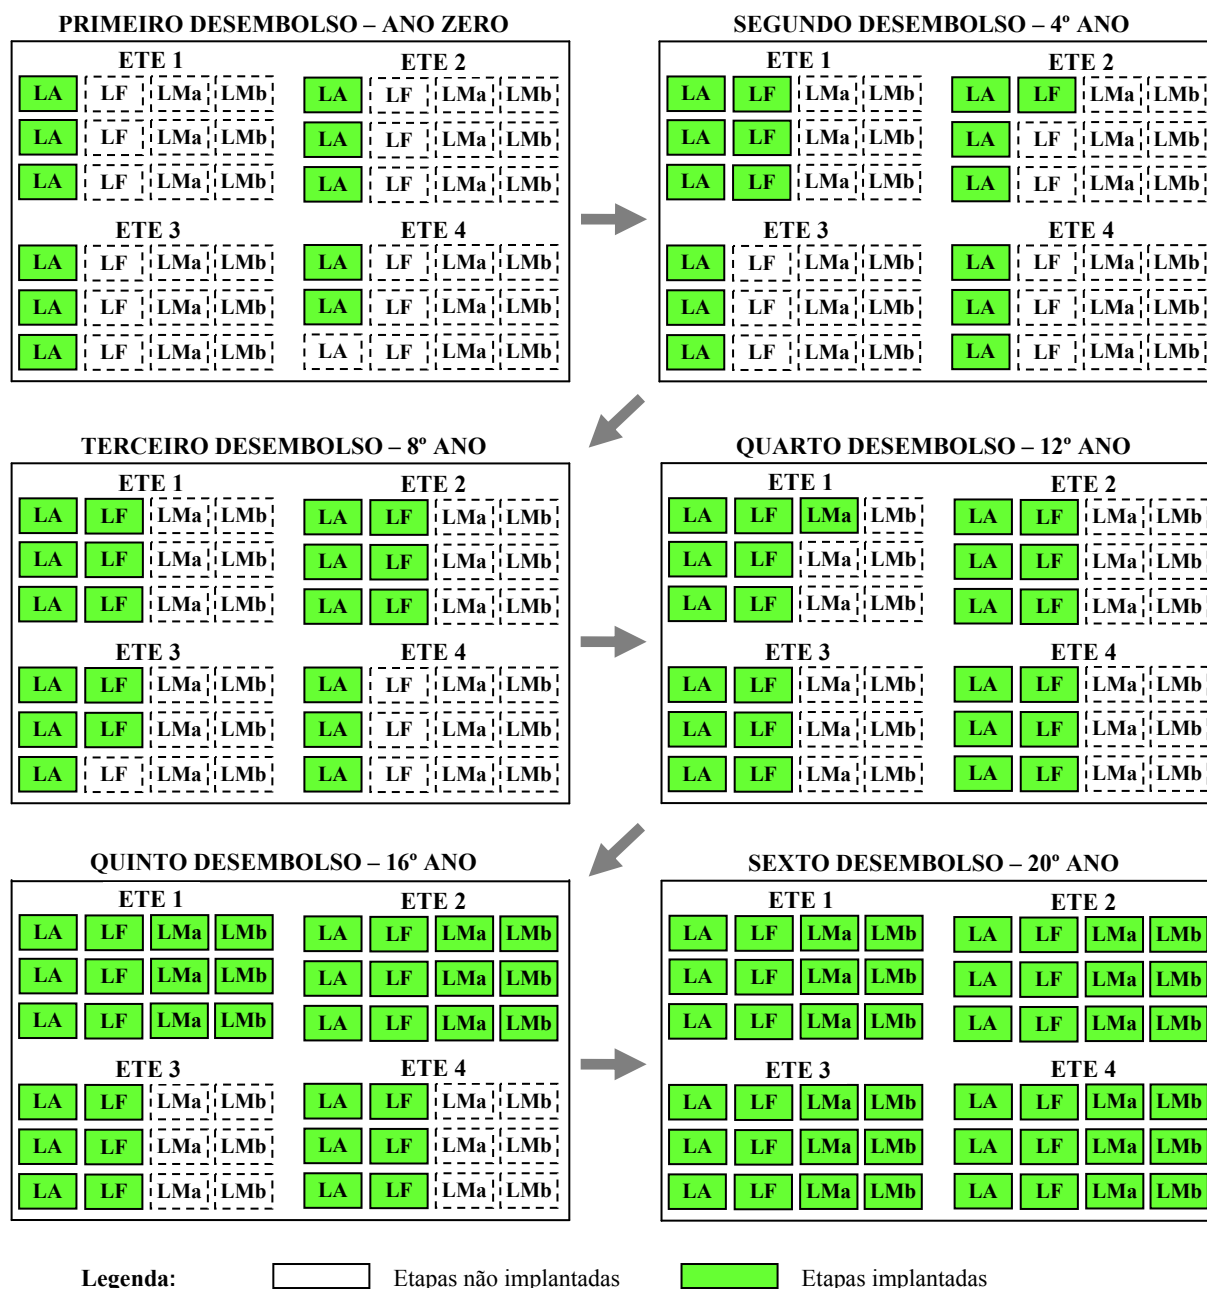 PRIMEIRO DESEMBOLSO – ANO ZERO
ETE 1
LA LF LMa LMb
LA LF LMa LMb
LA LF LMa LMb
ETE 2
LA LF LMa LMb
LA LF LMa LMb
LA LF LMa LMb
ETE 3
LA LF LMa LMb
LA LF LMa LMb
LA LF LMa LMb
ETE 4
LA LF LMa LMb
LA LF LMa LMb
LA LF LMa LMb
SEGUNDO DESEMBOLSO – 4º ANO
ETE 1
LA LF LMa LMb
LA LF LMa LMb
LA LF LMa LMb
ETE 2
LA LF LMa LMb
LA LF LMa LMb
LA LF LMa LMb
ETE 3
LA LF LMa LMb
LA LF LMa LMb
LA LF LMa LMb
ETE 4
LA LF LMa LMb
LA LF LMa LMb
LA LF LMa LMb
TERCEIRO DESEMBOLSO – 8º ANO
ETE 1
LA LF LMa LMb
LA LF LMa LMb
LA LF LMa LMb
ETE 2
LA LF LMa LMb
LA LF LMa LMb
LA LF LMa LMb
ETE 3
LA LF LMa LMb
LA LF LMa LMb
LA LF LMa LMb
ETE 4
LA LF LMa LMb
LA LF LMa LMb
LA LF LMa LMb
QUARTO DESEMBOLSO – 12º ANO
ETE 1
LA LF LMa LMb
LA LF LMa LMb
LA LF LMa LMb
ETE 2
LA LF LMa LMb
LA LF LMa LMb
LA LF LMa LMb
ETE 3
LA LF LMa LMb
LA LF LMa LMb
LA LF LMa LMb
ETE 4
LA LF LMa LMb
LA LF LMa LMb
LA LF LMa LMb
QUINTO DESEMBOLSO – 16º ANO
ETE 1
LA LF LMa LMb
LA LF LMa LMb
LA LF LMa LMb
ETE 2
LA LF LMa LMb
LA LF LMa LMb
LA LF LMa LMb
ETE 3
LA LF LMa LMb
LA LF LMa LMb
LA LF LMa LMb
ETE 4
LA LF LMa LMb
LA LF LMa LMb
LA LF LMa LMb
SEXTO DESEMBOLSO – 20º ANO
ETE 1
LA LF LMa LMb
LA LF LMa LMb
LA LF LMa LMb
ETE 2
LA LF LMa LMb
LA LF LMa LMb
LA LF LMa LMb
ETE 3
LA LF LMa LMb
LA LF LMa LMb
LA LF LMa LMb
ETE 4
LA LF LMa LMb
LA LF LMa LMb
LA LF LMa LMb
Legenda: Etapas não implantadas Etapas implantadas